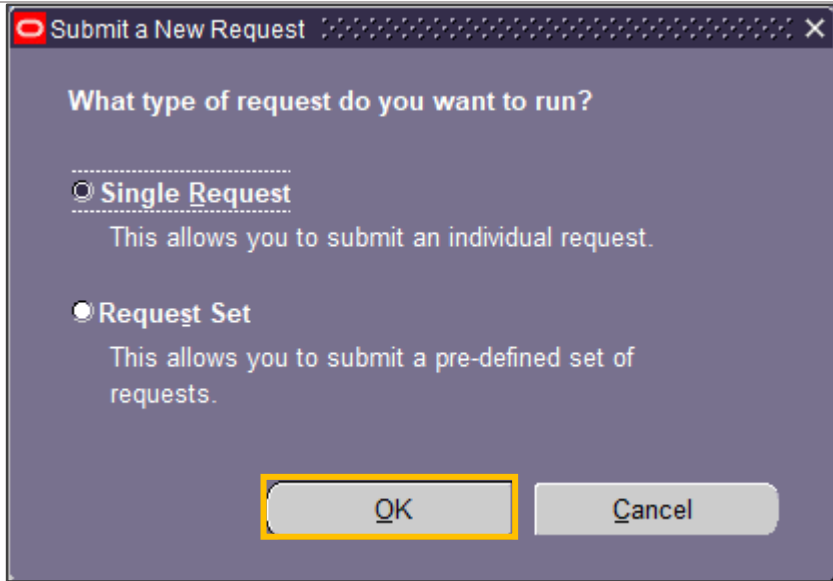 Submit a New Request
What type of request do you want to run?
Single Request
This allows you to submit an individual request.
Request Set
This allows you to submit a pre-defined set of
requests.
OK
Cancel